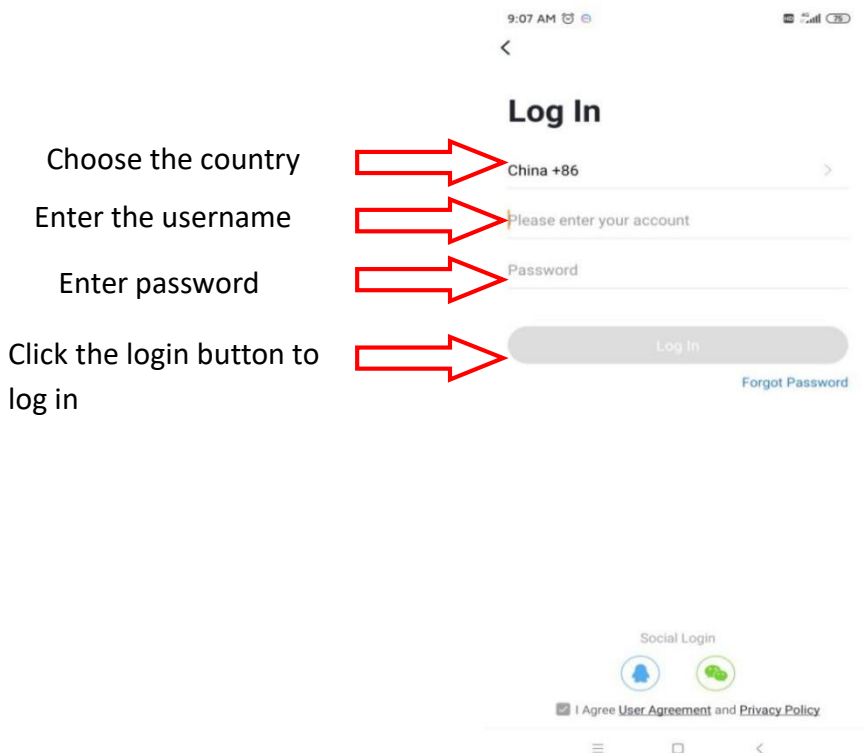 9:07 AM
75
Log In
Choose the country
China +86
Enter the username
Please enter your account
Enter password
Password
Click the login button to
log in
Log In
Forgot Password
Social Login
I Agree User Agreement and Privacy Policy